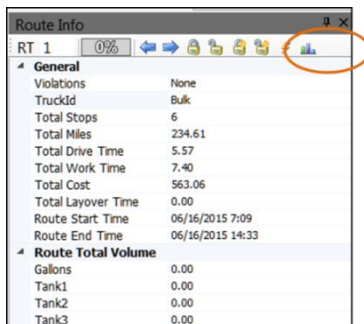 Route Info
RT 1 0%
General
Violations None
TruckId Bulk
Total Stops 6
Total Miles 234.61
Total Drive Time 5.57
Total Work Time 7.40
Total Cost 563.06
Total Layover Time 0.00
Route Start Time 06/16/2015 7:09
Route End Time 06/16/2015 14:33
Route Total Volume
Gallons 0.00
Tank1 0.00
Tank2 0.00
Tank3 0.00